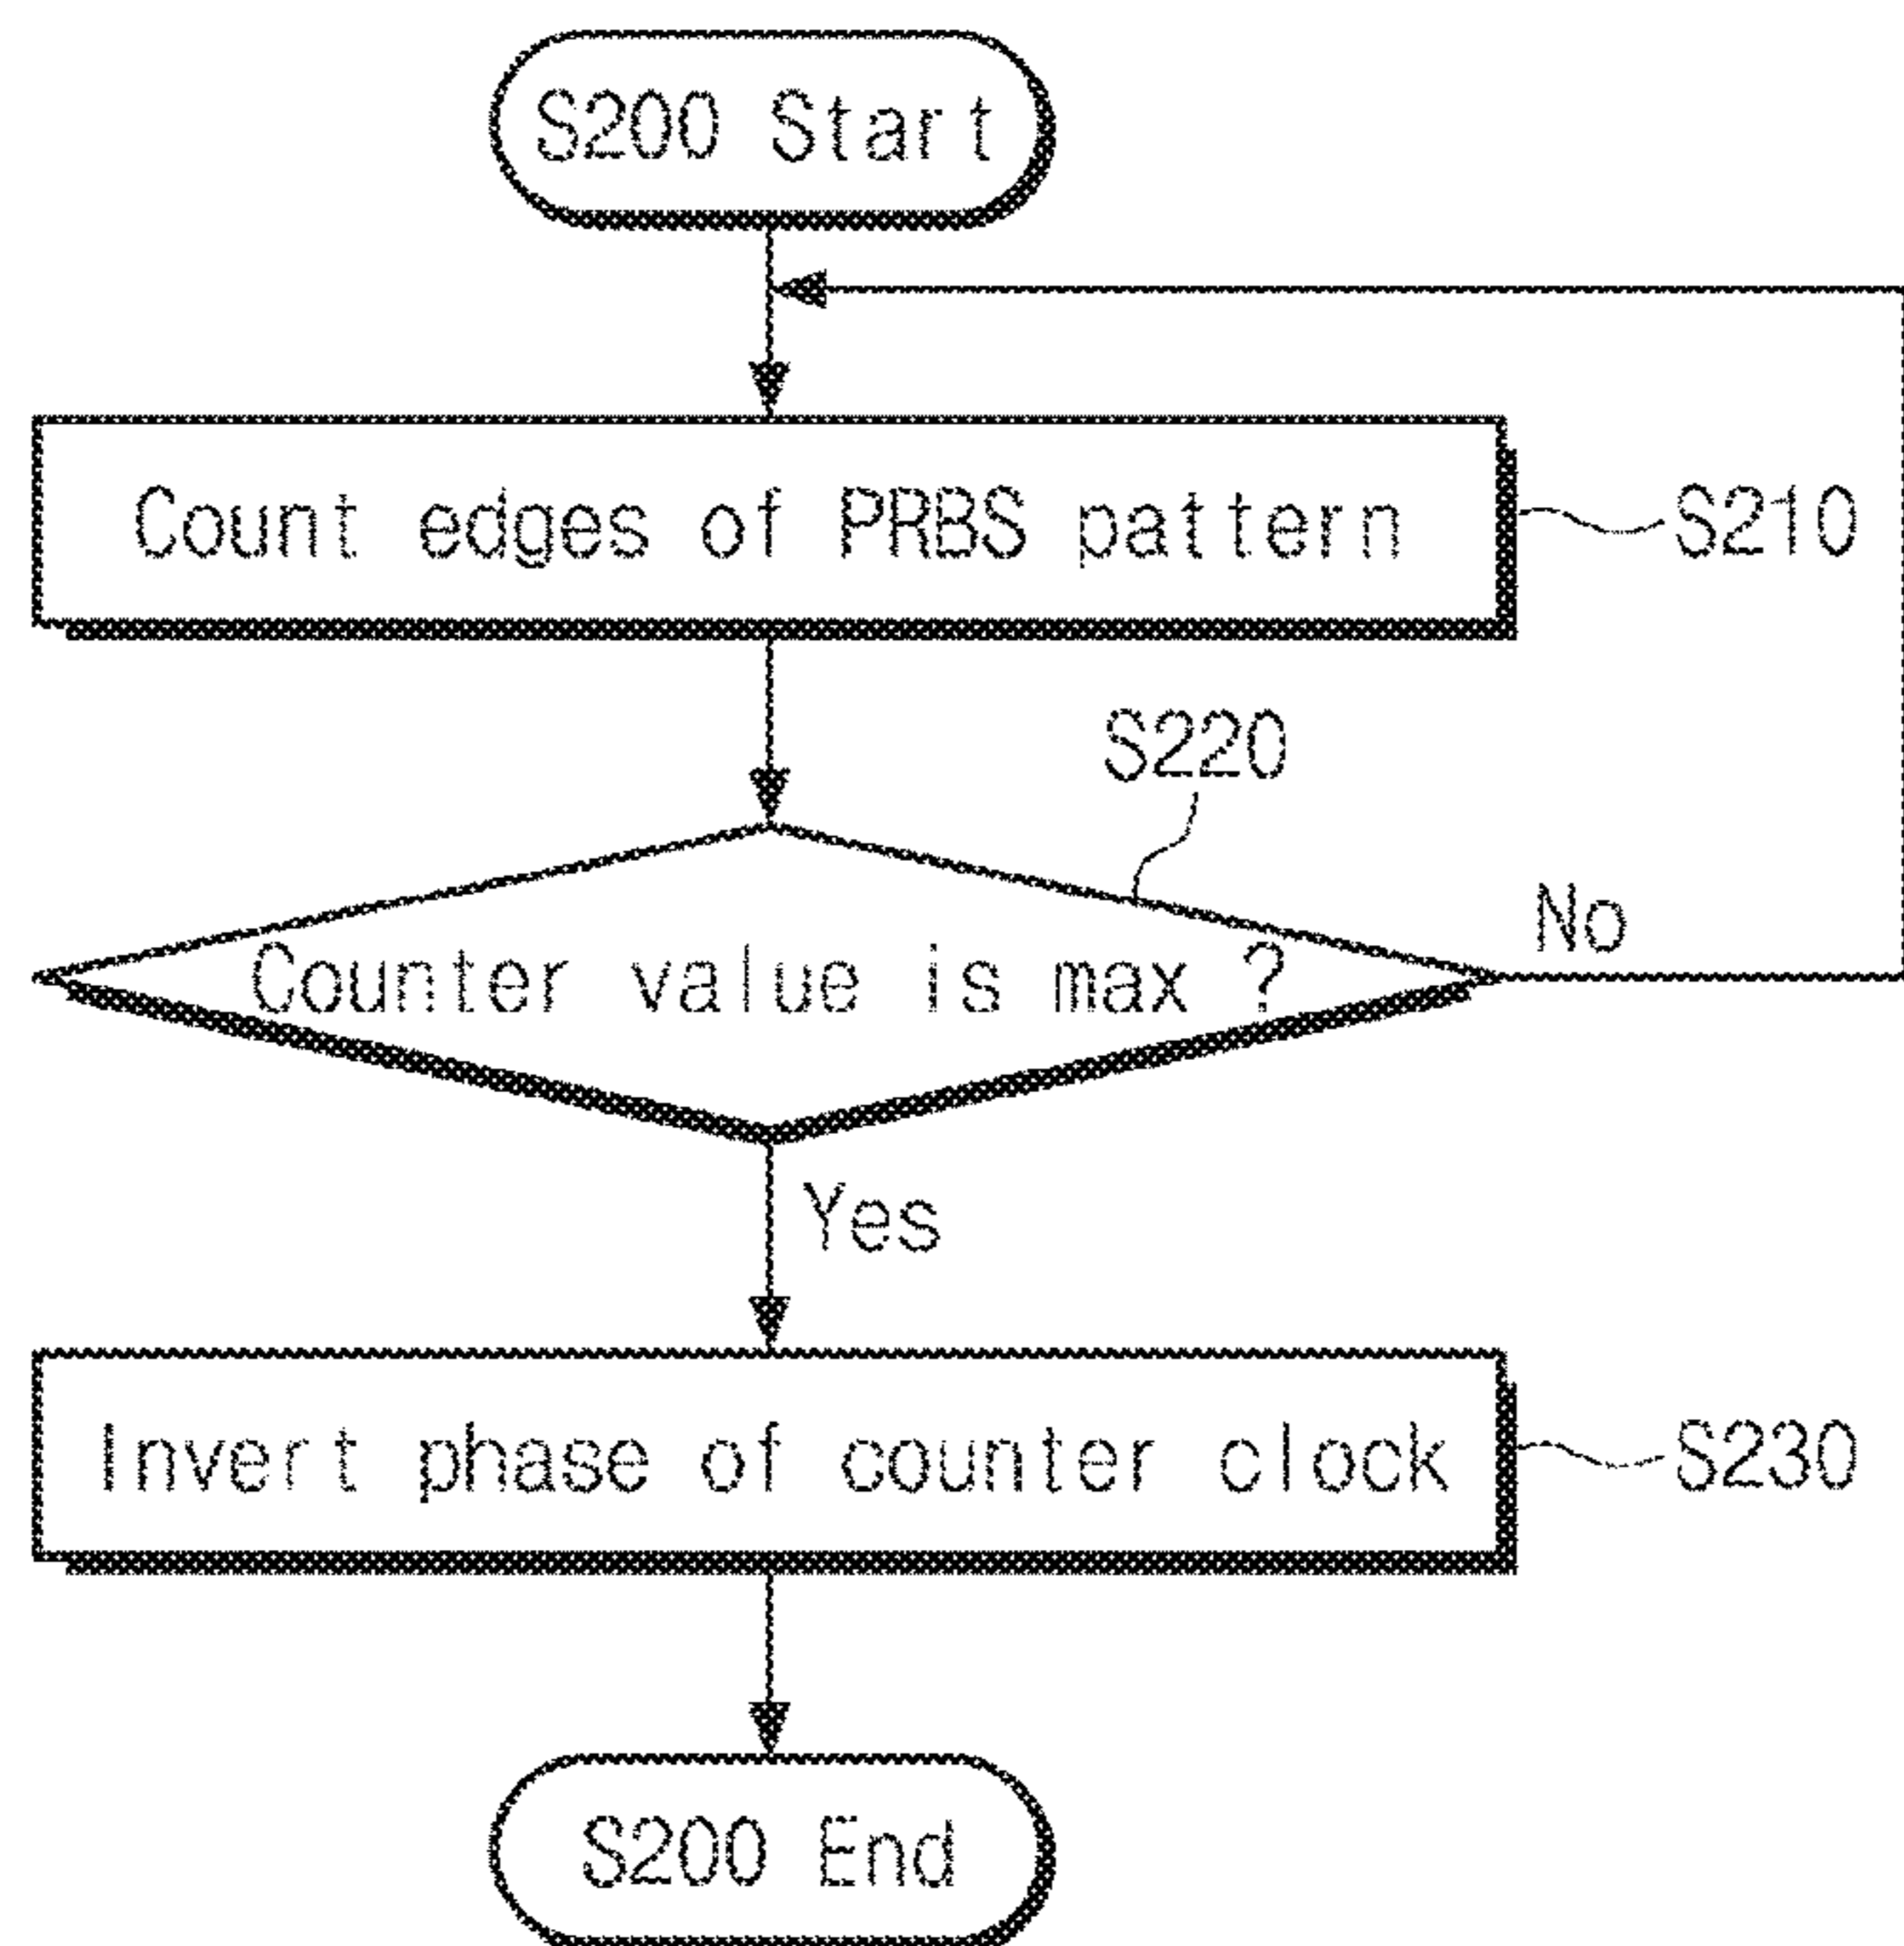 S200 Start
Count edges of PRBS pattern
S210
S220
Counter value is max ?
No
Yes
Invert phase of counter clock
S230
S200 End